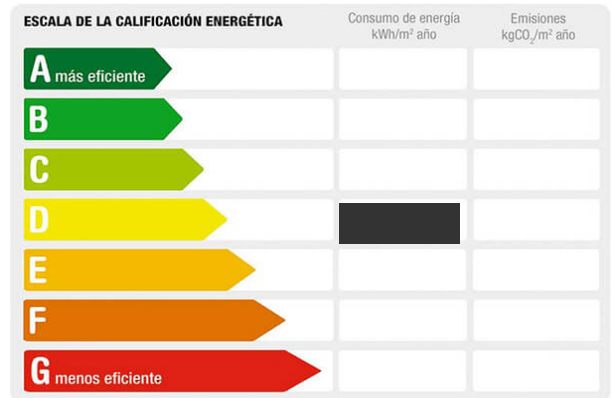 ESCALA DE LA CALIFICACIÓN ENERGÉTICA
Consumo de energía
kWh/m² año
Emisiones
kgCO₂/m² año
A más eficiente
B
C
D
E
F
G menos eficiente